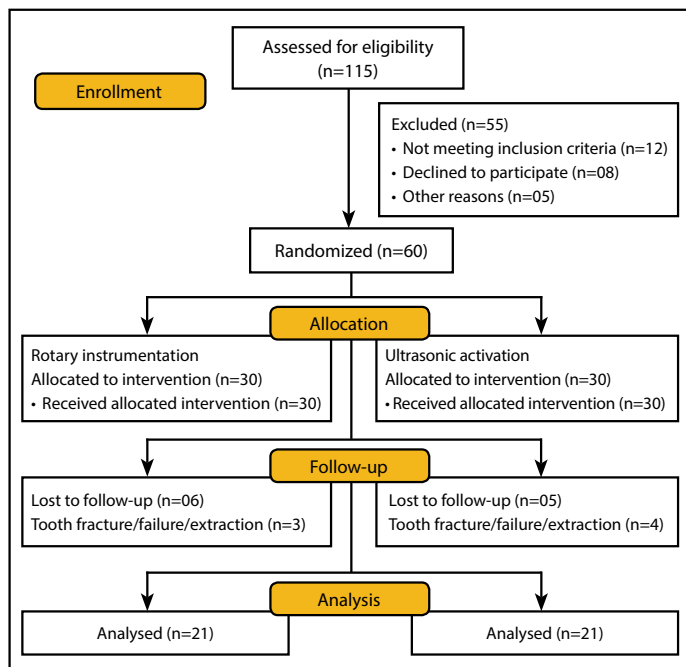 Assessed for eligibility
(n=115)
Enrollment
Excluded (n=55)
• Not meeting inclusion criteria (n=12)
• Declined to participate (n=08)
• Other reasons (n=05)
Randomized (n=60)
Allocation
Rotary instrumentation
Allocated to intervention (n=30)
• Received allocated intervention (n=30)
Ultrasonic activation
Allocated to intervention (n=30)
• Received allocated intervention (n=30)
Follow-up
Lost to follow-up (n=06)
Tooth fracture/failure/extraction (n=3)
Lost to follow-up (n=05)
Tooth fracture/failure/extraction (n=4)
Analysis
Analysed (n=21)
Analysed (n=21)